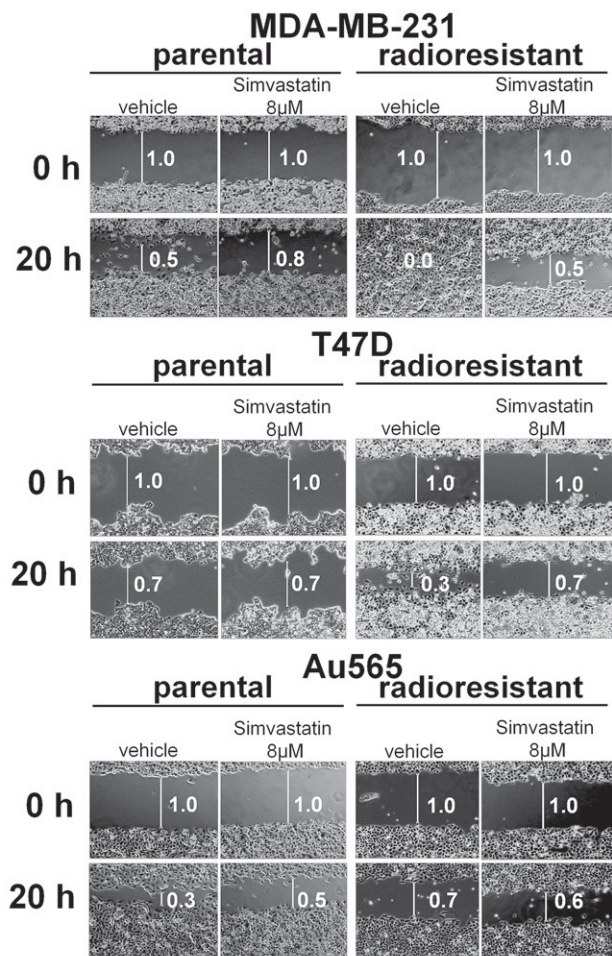 MDA-MB-231
parental radioresistant
vehicle Simvastatin 8µM vehicle Simvastatin 8µM
0 h 1.0 1.0 1.0 1.0
20 h 0.5 0.8 0.0 0.5
T47D
parental radioresistant
vehicle Simvastatin 8µM vehicle Simvastatin 8µM
0 h 1.0 1.0 1.0 1.0
20 h 0.7 0.7 0.3 0.7
Au565
parental radioresistant
vehicle Simvastatin 8µM vehicle Simvastatin 8µM
0 h 1.0 1.0 1.0 1.0
20 h 0.3 0.5 0.7 0.6